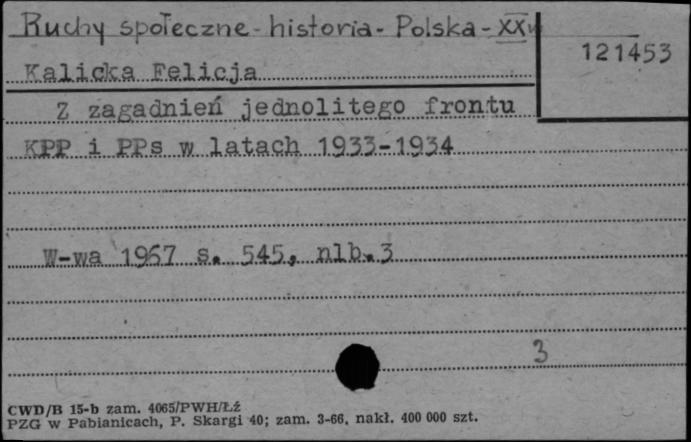 Ruchy społeczne - historia - Polska - XXw
121453
Kalicka Felicja
Z zagadnień jednolitego frontu
KPP i PPs w latach 1933-1934
W-wa 1967 s. 545, nlb.3
3
CWD/B 15-b zam. 4065/PWH/Łź
PZG w Pabianicach, P. Skargi 40; zam. 3-66, nakł. 400 000 szt.